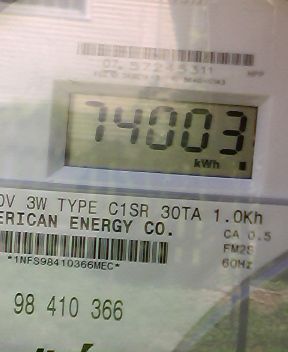 74003
kWh
0V 3W TYPE C1SR 30TA 1.0Kh
ERICAN ENERGY CO.
CA 0.5
FM2S
60Hz
*1NFS98410366MEC*
98 410 366